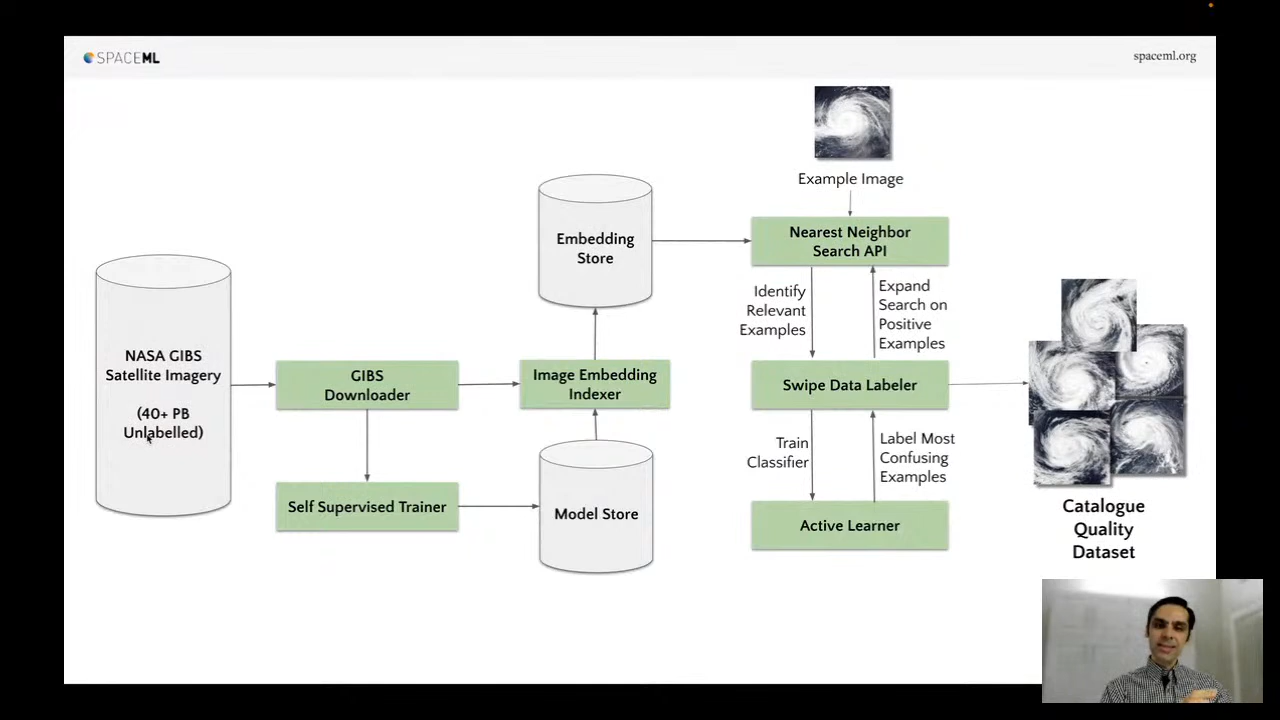 SPACEML
spaceml.org
Example Image
Nearest Neighbor
Search API
Embedding
Store
Identify
Relevant
Examples
Expand
Search on
Positive
Examples
NASA GIBS
Satellite Imagery
(40+ PB
Unlabelled)
GIBS
Downloader
Image Embedding
Indexer
Swipe Data Labeler
Train
Classifier
Label Most
Confusing
Examples
Self Supervised Trainer
Model Store
Active Learner
Catalogue
Quality
Dataset